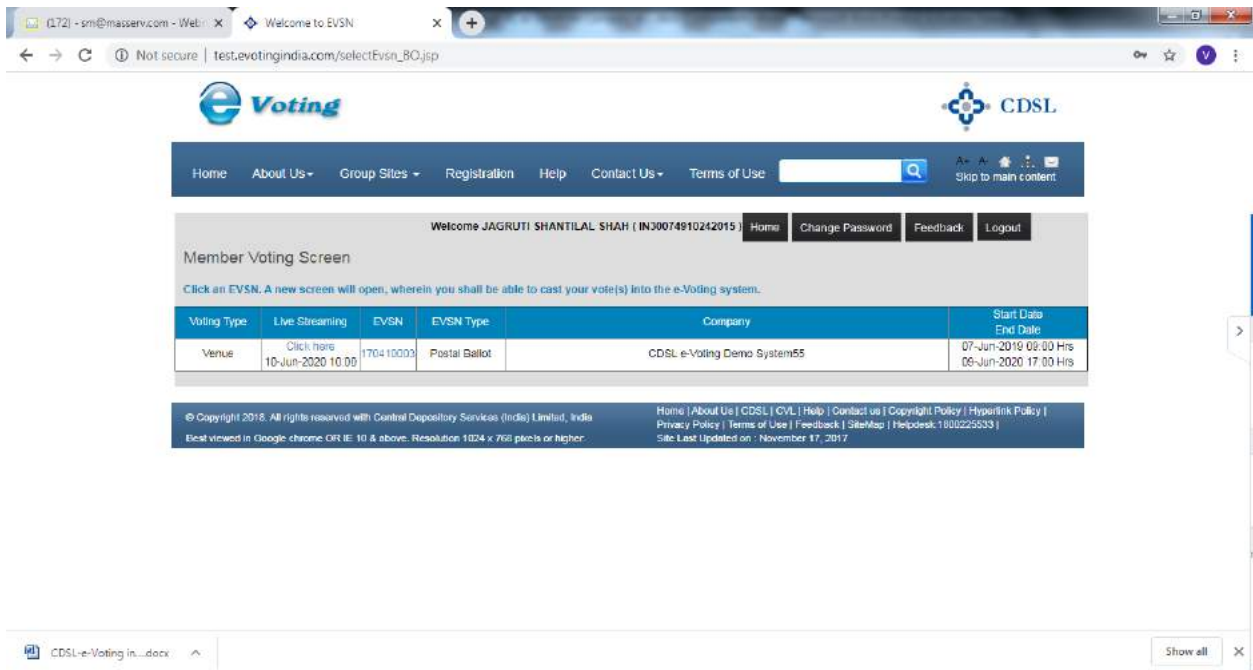 (172) - sm@masserv.com - Web
Welcome to EVSN
Not secure | test.evotingindia.com/selectEvsn_BO.jsp
V
e Voting
CDSL
Home About Us Group Sites Registration Help Contact Us Terms of Use
A+ A-
Skip to main content
Welcome JAGRUTI SHANTILAL SHAH ( IN30074910242015 ) Home Change Password Feedback Logout
Member Voting Screen
Click an EVSN. A new screen will open, wherein you shall be able to cast your vote(s) into the e-Voting system.
Voting Type Live Streaming EVSN EVSN Type Company Start Date
End Date
Venue Click here 170410003 Postal Ballot CDSL e-Voting Demo System55 07-Jun-2019 09:00 Hrs
10-Jun-2020 10:00 09-Jun-2020 17:00 Hrs
© Copyright 2018. All rights reserved with Central Depository Services (India) Limited, India
Best viewed in Google chrome OR IE 10 & above. Resolution 1024 x 768 pixels or higher.
Home | About Us | CDSL | CVL | Help | Contact us | Copyright Policy | Hyperlink Policy |
Privacy Policy | Terms of Use | Feedback | SiteMap | Helpdesk: 1800225533 |
Site Last Updated on : November 17, 2017
CDSL-e-Voting in....docx
Show all